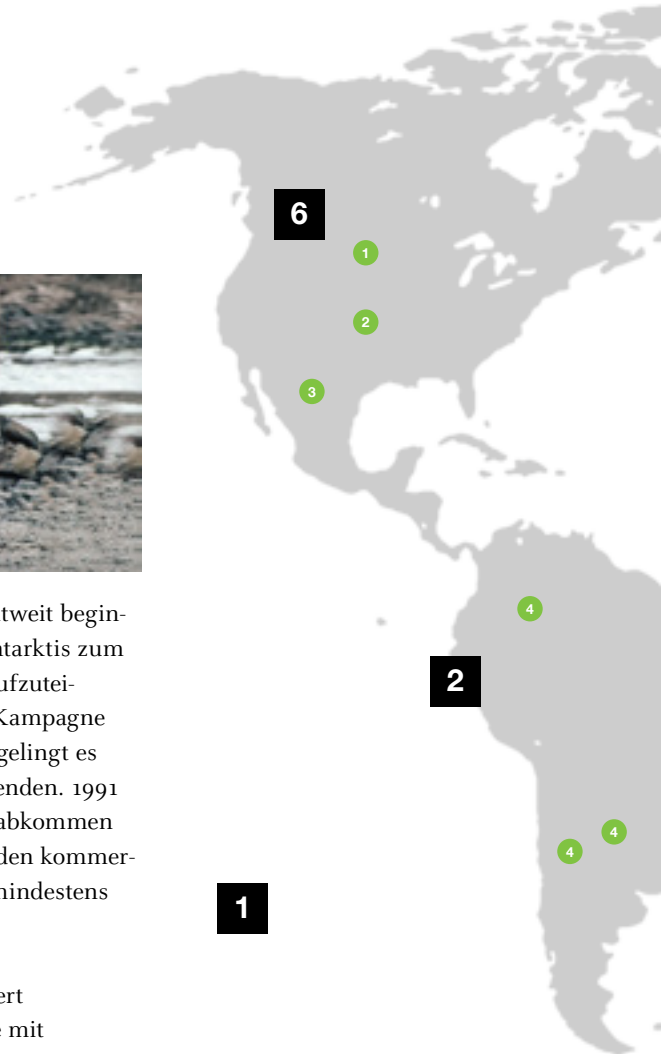 6
1
2
3
4
2
4
4
1
tweit begin-
ntarktis zum
ufzutei-
Kampagne
gelingt es
enden. 1991
abkommen
den kommer-
mindestens
ert
e mit